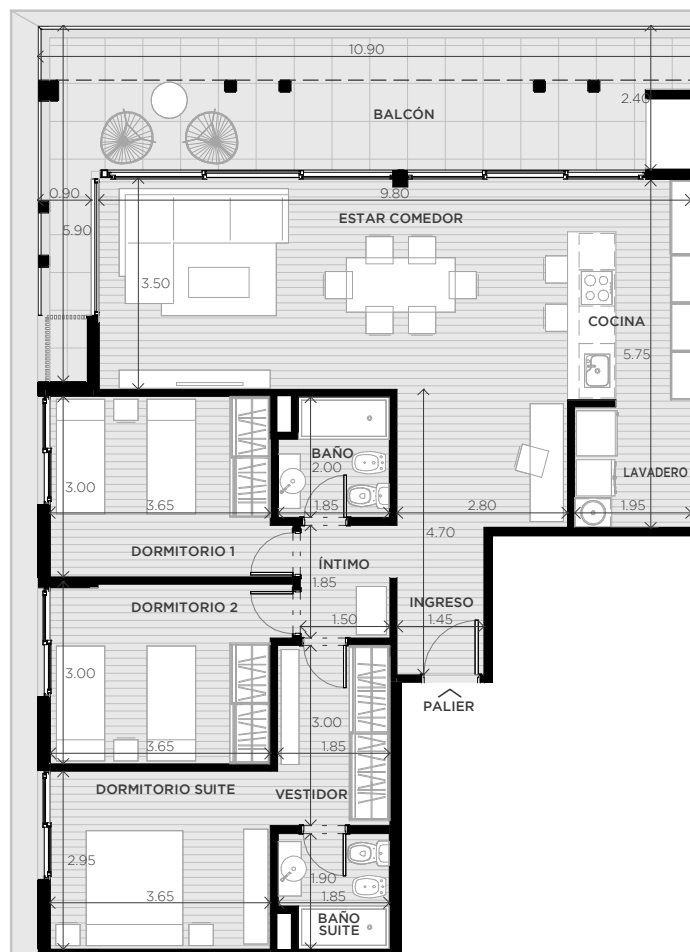 10.90
2.40
BALCÓN
0.90
9.80
ESTAR COMEDOR
5.90
3.50
COCINA
5.75
BAÑO
2.00
LAVADERO
3.00
3.65
1.85
2.80
1.95
4.70
DORMITORIO 1
ÍNTIMO
1.85
DORMITORIO 2
INGRESO
1.50
1.45
3.00
PALIER
3.00
3.65
1.85
DORMITORIO SUITE
VESTIDOR
2.95
1.90
3.65
1.85
BAÑO
SUITE